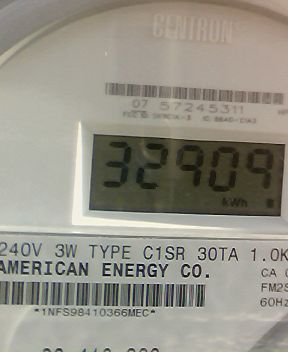 CENTRON
07 57245311
32909
kWh
240V 3W TYPE C1SR 30TA 1.0K
AMERICAN ENERGY CO.
CA
FM2S
60Hz
*1NFS98410366MEC*